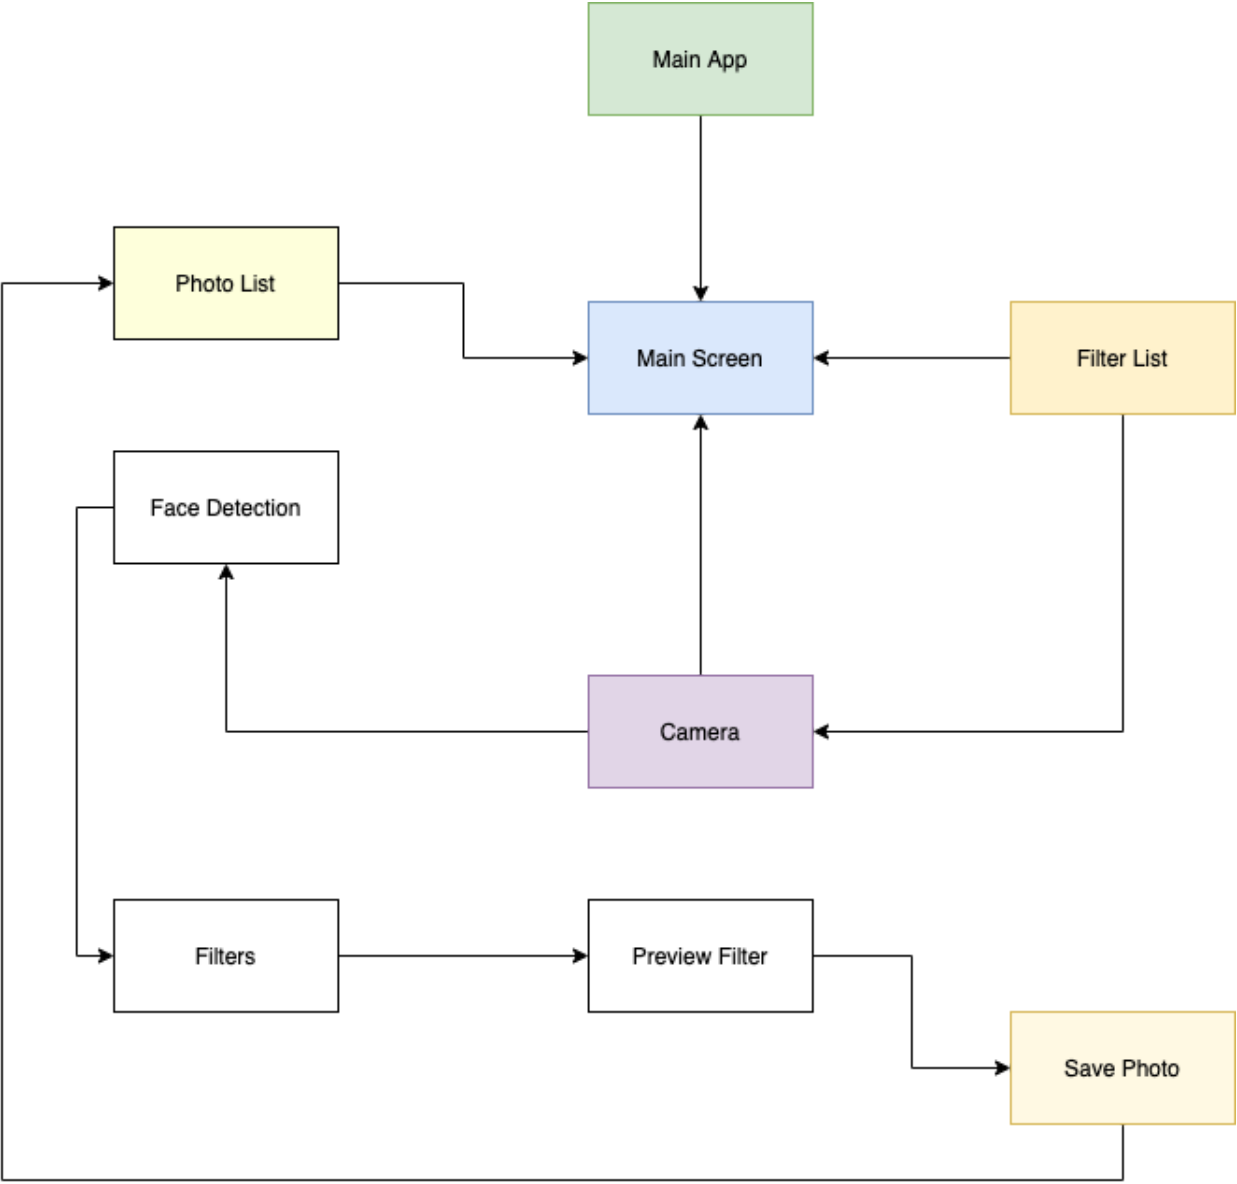 Main App
Photo List
Main Screen
Filter List
Face Detection
Camera
Filters
Preview Filter
Save Photo